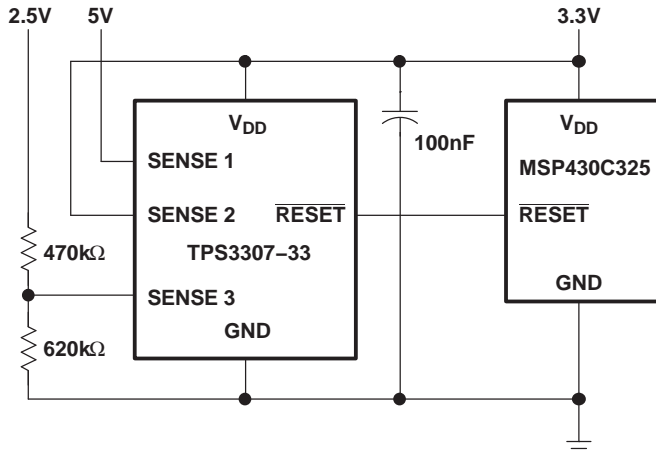 2.5V 5V 3.3V
VDD VDD
SENSE 1 100nF MSP430C325
SENSE 2 RESET RESET
470kΩ TPS3307−33
SENSE 3 GND
620kΩ GND